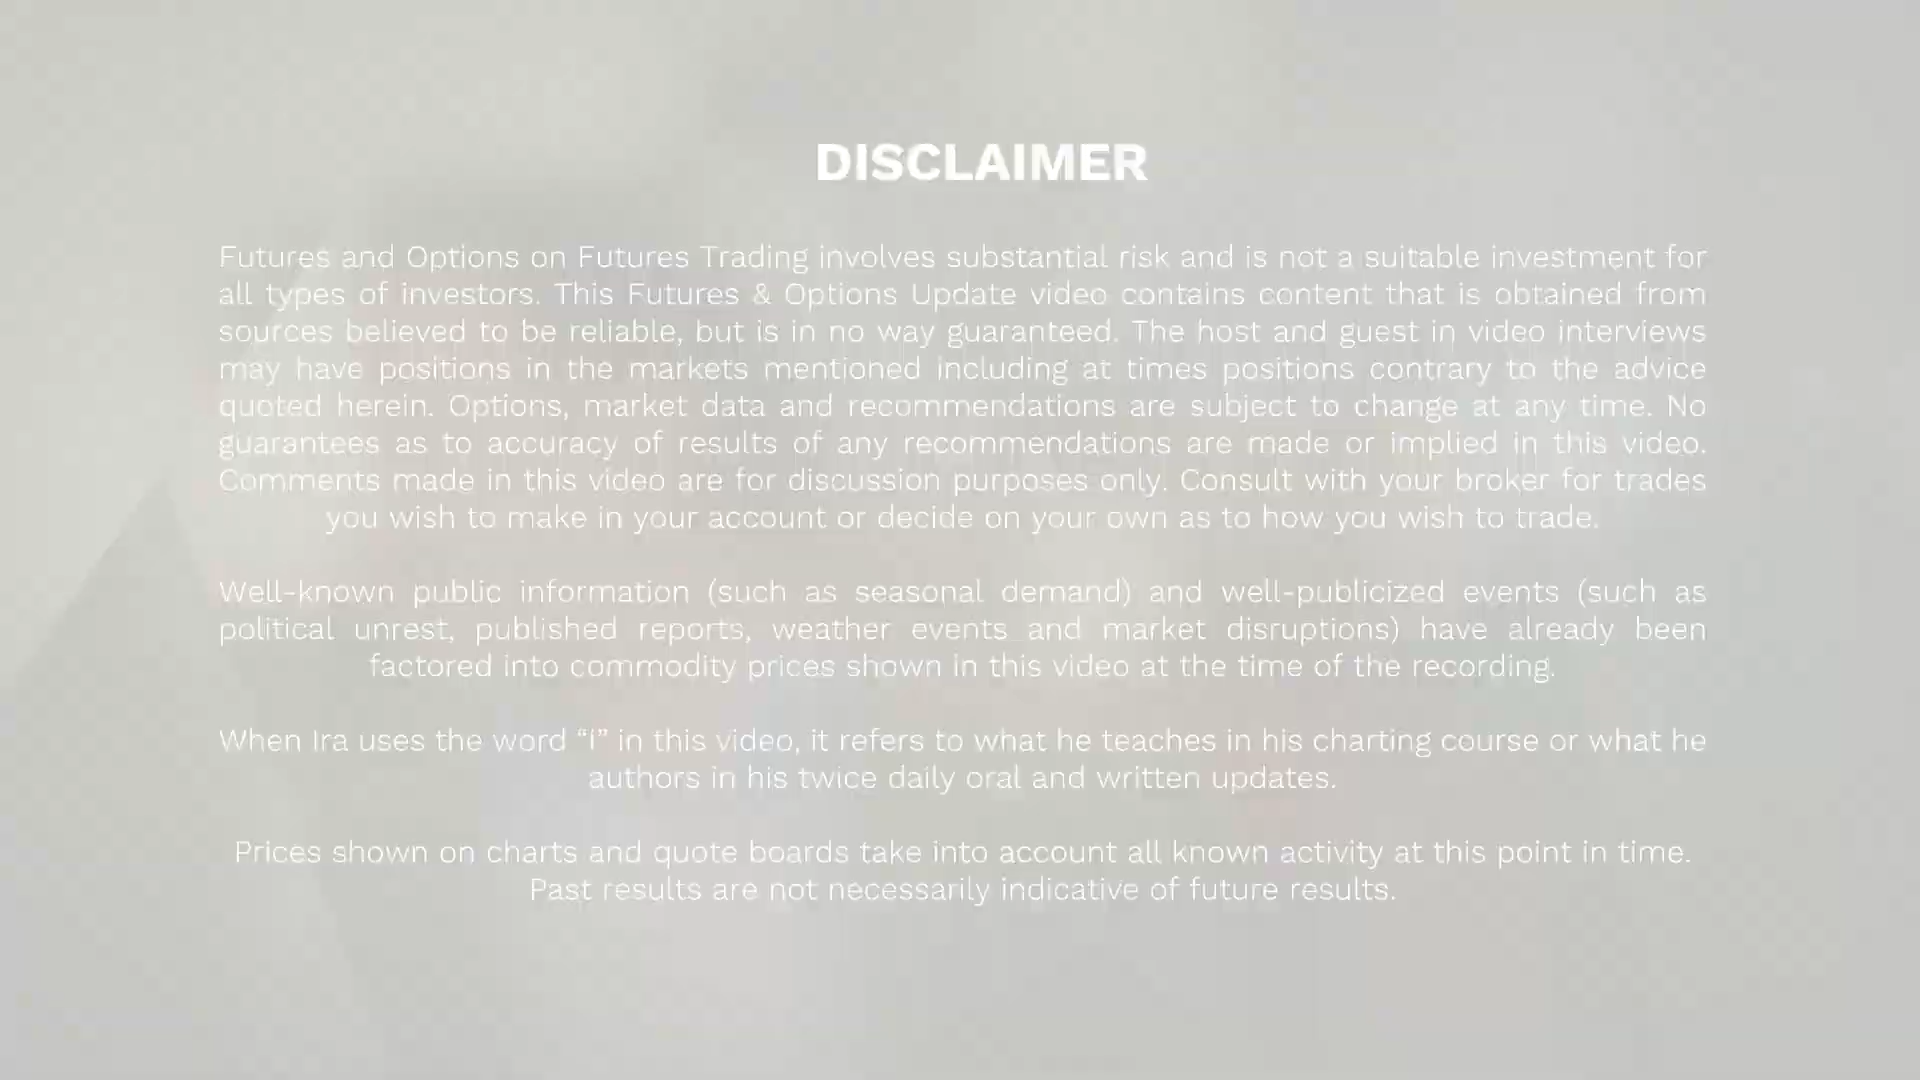 DISCLAIMER
Futures and Options on Futures Trading involves substantial risk and is not a suitable investment for
all types of investors. This Futures & Options Update video contains content that is obtained from
sources believed to be reliable, but is in no way guaranteed. The host and guest in video interviews
may have positions in the markets mentioned including at times positions contrary to the advice
quoted herein. Options, market data and recommendations are subject to change at any time. No
guarantees as to accuracy of results of any recommendations are made or implied in this video.
Comments made in this video are for discussion purposes only. Consult with your broker for trades
you wish to make in your account or decide on your own as to how you wish to trade.
Well-known public information (such as seasonal demand) and well-publicized events (such as
political unrest, published reports, weather events and market disruptions) have already been
factored into commodity prices shown in this video at the time of the recording.
When Ira uses the word “I” in this video, it refers to what he teaches in his charting course or what he
authors in his twice daily oral and written updates.
Prices shown on charts and quote boards take into account all known activity at this point in time.
Past results are not necessarily indicative of future results.